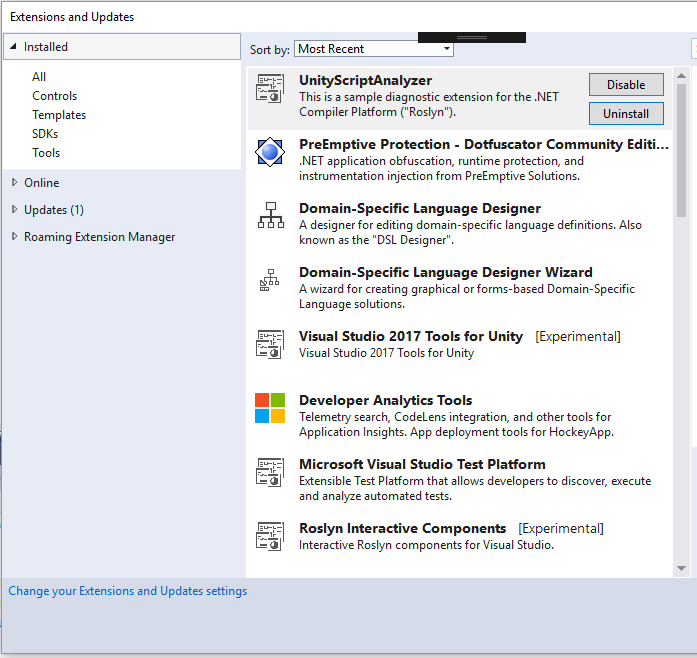 Extensions and Updates
Installed
All
Controls
Templates
SDKs
Tools
Online
Updates (1)
Roaming Extension Manager
Sort by: Most Recent
UnityScriptAnalyzer
This is a sample diagnostic extension for the .NET
Compiler Platform ("Roslyn").
Disable
Uninstall
PreEmptive Protection - Dotfuscator Community Editi...
.NET application obfuscation, runtime protection, and
instrumentation injection from PreEmptive Solutions.
Domain-Specific Language Designer
A designer for editing domain-specific language definitions. Also
known as the "DSL Designer".
Domain-Specific Language Designer Wizard
A wizard for creating graphical or forms-based Domain-Specific
Language solutions.
Visual Studio 2017 Tools for Unity [Experimental]
Visual Studio 2017 Tools for Unity
Developer Analytics Tools
Telemetry search, CodeLens integration, and other tools for
Application Insights. App deployment tools for HockeyApp.
Microsoft Visual Studio Test Platform
Extensible Test Platform that allows developers to discover, execute
and analyze automated tests.
Roslyn Interactive Components [Experimental]
Interactive Roslyn components for Visual Studio.
Change your Extensions and Updates settings